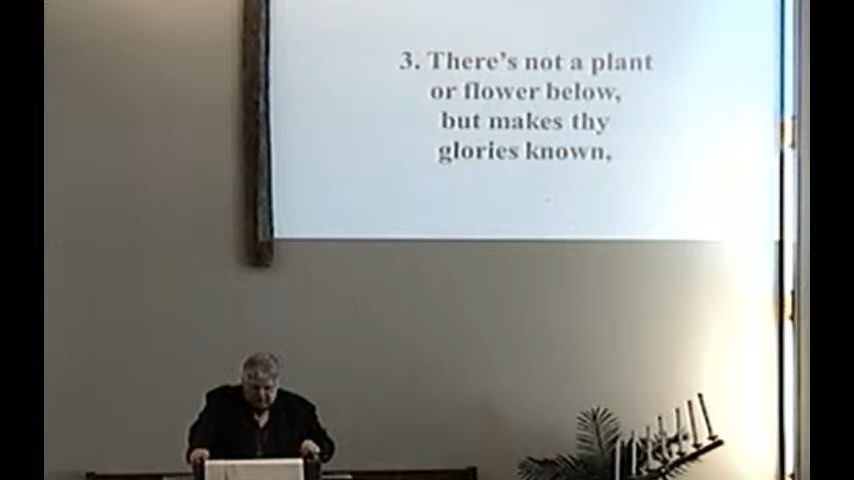 3. There's not a plant
or flower below,
but makes thy
glories known,